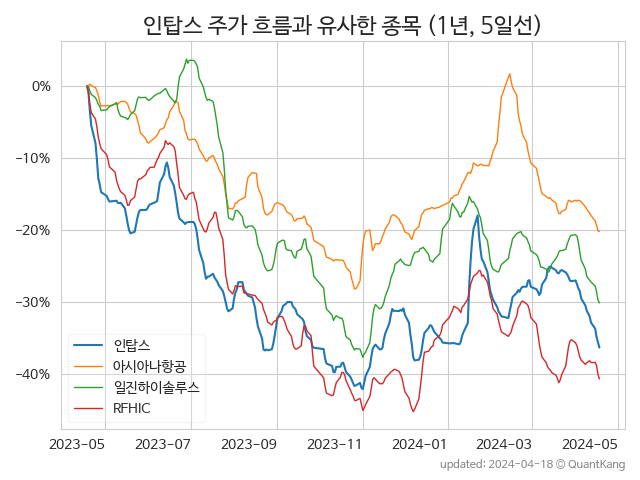 인탑스 주가 흐름과 유사한 종목 (1년, 5일선)
0%
−10%
−20%
−30%
−40%
인탑스
아시아나항공
일진하이솔루스
RFHIC
2023-05 2023-07 2023-09 2023-11 2024-01 2024-03 2024-05
updated: 2024-04-18 ⓒ QuantKang